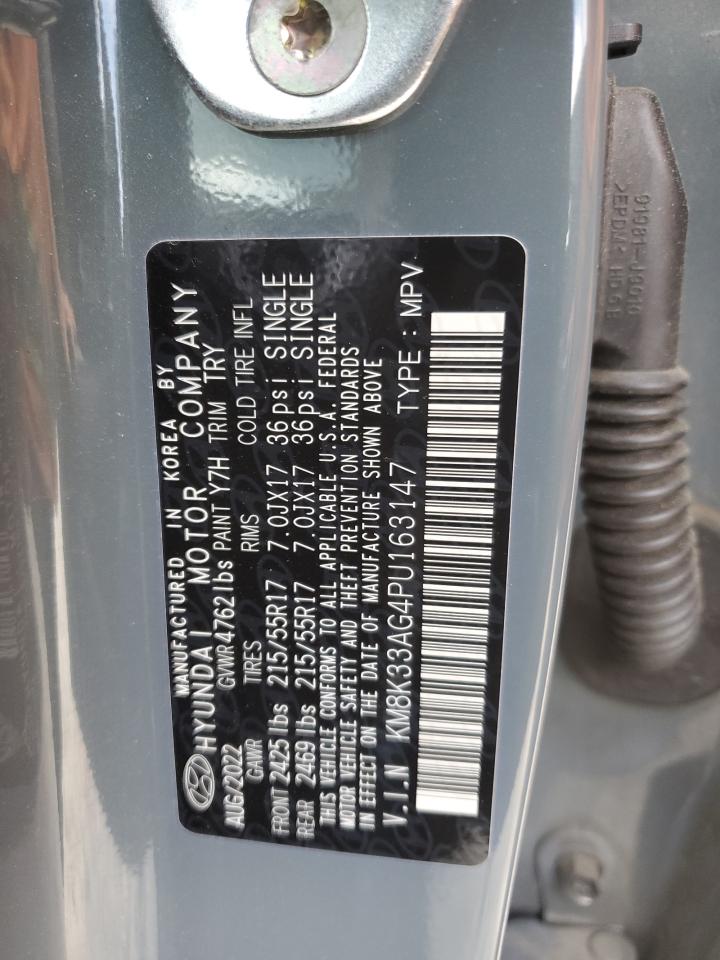 MANUFACTURED IN KOREA BY
HYUNDAI MOTOR COMPANY
AUG/2022 GVWR 4762 lbs PAINT Y7H TRIM TRY
GAWR TIRES RIMS COLD TIRE INFL
FRONT 2425 lbs 215/55R17 7.0JX17 36psi SINGLE
REAR 2469 lbs 215/55R17 7.0JX17 36psi SINGLE
THIS VEHICLE CONFORMS TO ALL APPLICABLE U.S.A. FEDERAL
MOTOR VEHICLE SAFETY AND THEFT PREVENTION STANDARDS
IN EFFECT ON THE DATE OF MANUFACTURE SHOWN ABOVE
V.I.N KM8K33AG4PU163147 TYPE : MPV